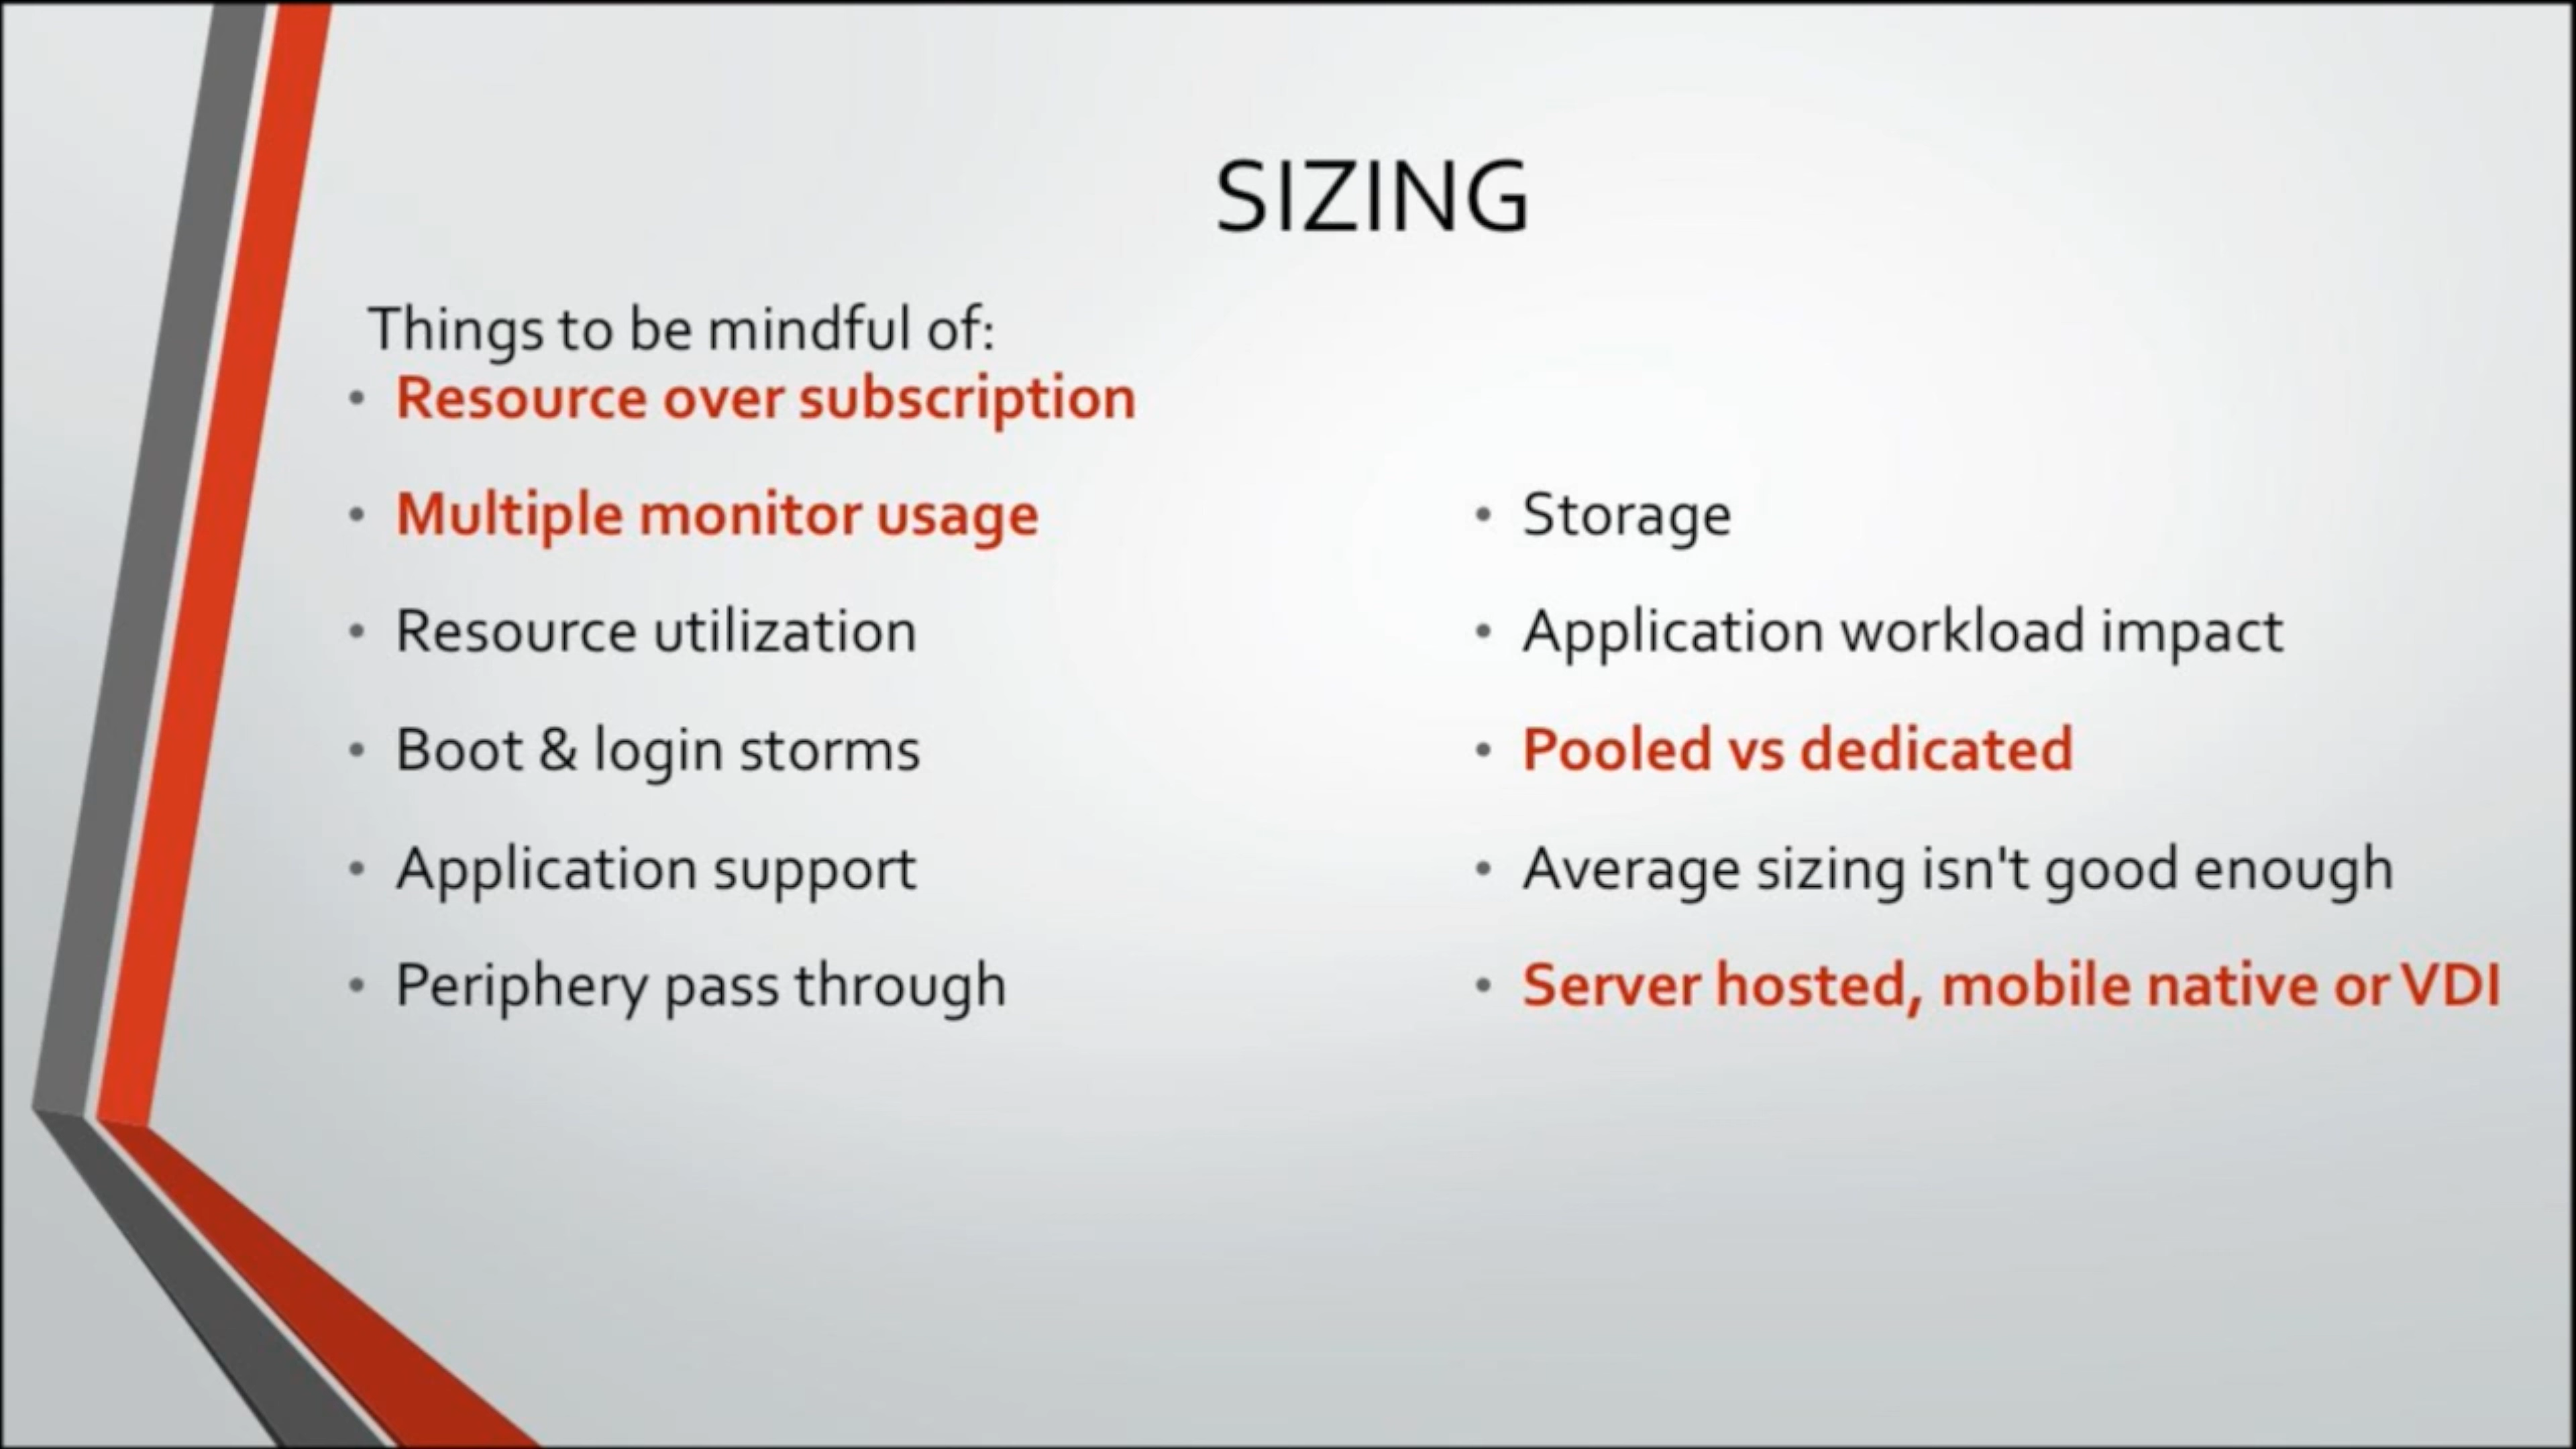 SIZING
Things to be mindful of:
• Resource over subscription
• Multiple monitor usage
• Resource utilization
• Boot & login storms
• Application support
• Periphery pass through
• Storage
• Application workload impact
• Pooled vs dedicated
• Average sizing isn't good enough
• Server hosted, mobile native or VDI